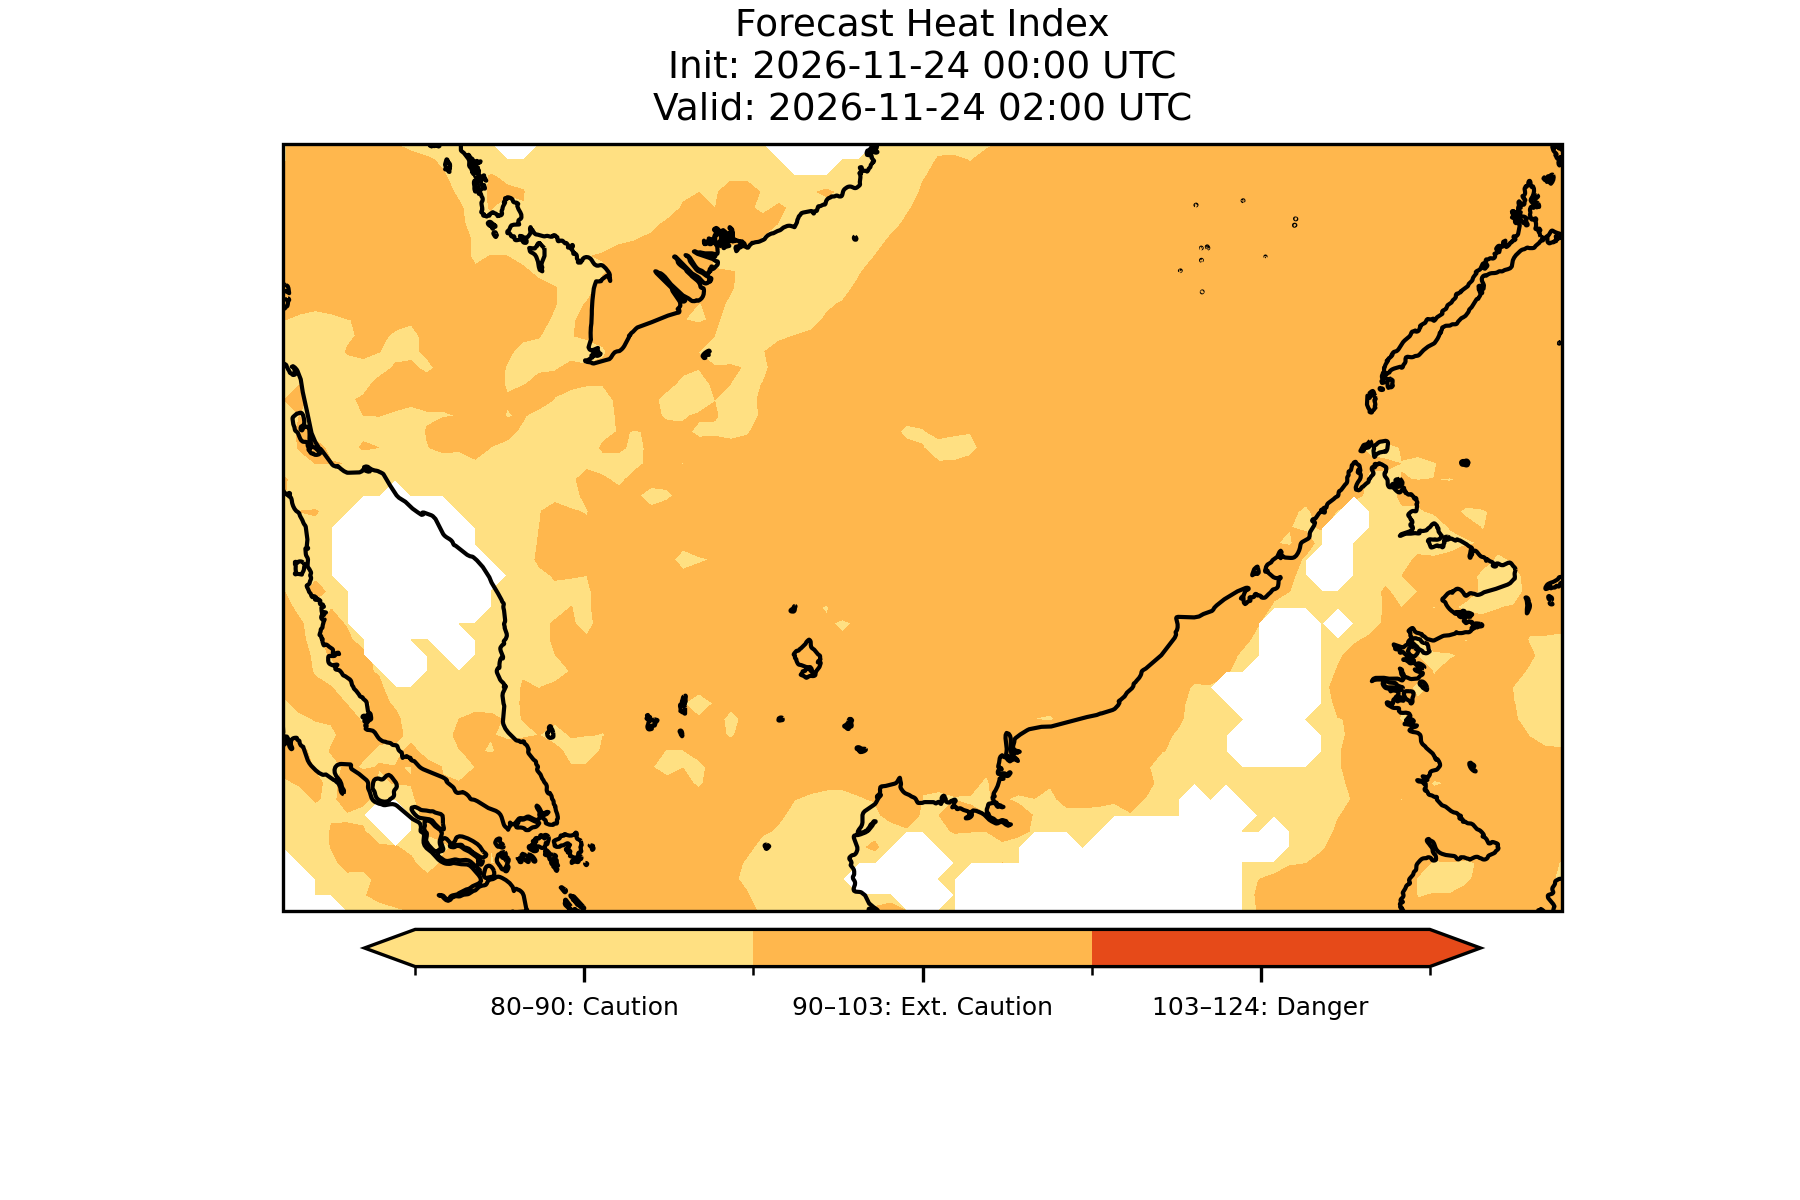 Forecast Heat Index
Init: 2026-11-24 00:00 UTC
Valid: 2026-11-24 02:00 UTC
80–90: Caution
90–103: Ext. Caution
103–124: Danger